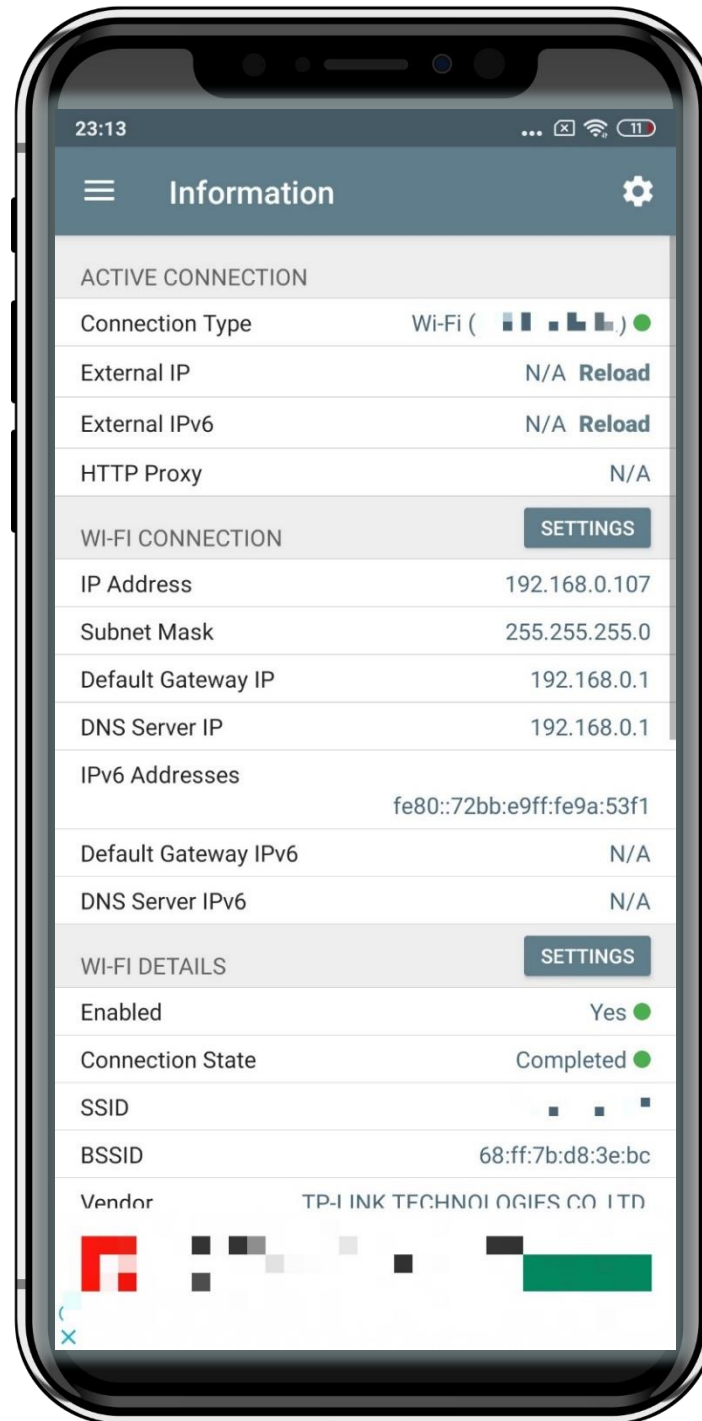 23:13
... 11
Information
ACTIVE CONNECTION
Connection Type Wi-Fi ( )
External IP N/A Reload
External IPv6 N/A Reload
HTTP Proxy N/A
WI-FI CONNECTION SETTINGS
IP Address 192.168.0.107
Subnet Mask 255.255.255.0
Default Gateway IP 192.168.0.1
DNS Server IP 192.168.0.1
IPv6 Addresses
fe80::72bb:e9ff:fe9a:53f1
Default Gateway IPv6 N/A
DNS Server IPv6 N/A
WI-FI DETAILS SETTINGS
Enabled Yes
Connection State Completed
SSID
BSSID 68:ff:7b:d8:3e:bc
Vendor TP-LINK TECHNOLOGIES CO. LTD.